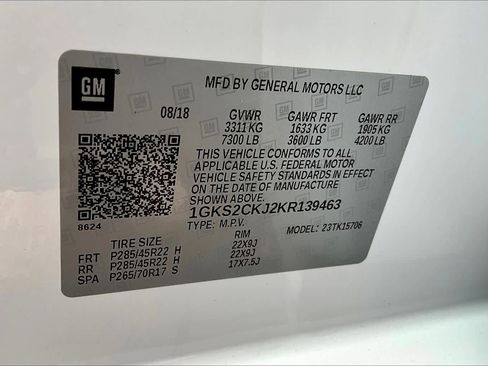 GM
MFD BY GENERAL MOTORS LLC
08/18 GVWR GAWR FRT GAWR RR
3311 KG 1633 KG 1905 KG
7300 LB 3600 LB 4200 LB
THIS VEHICLE CONFORMS TO ALL
APPLICABLE U.S. FEDERAL MOTOR
VEHICLE SAFETY STANDARDS IN EFFECT
ON THE DATE OF MANUFACTURE
SHOWN ABOVE.
1GKS2CKJ2KR139463
8624 TYPE: M.P.V. MODEL: 23TK15706
TIRE SIZE RIM
FRT P285/45R22 H 22X9J
RR P285/45R22 H 22X9J
SPA P265/70R17 S 17X7.5J